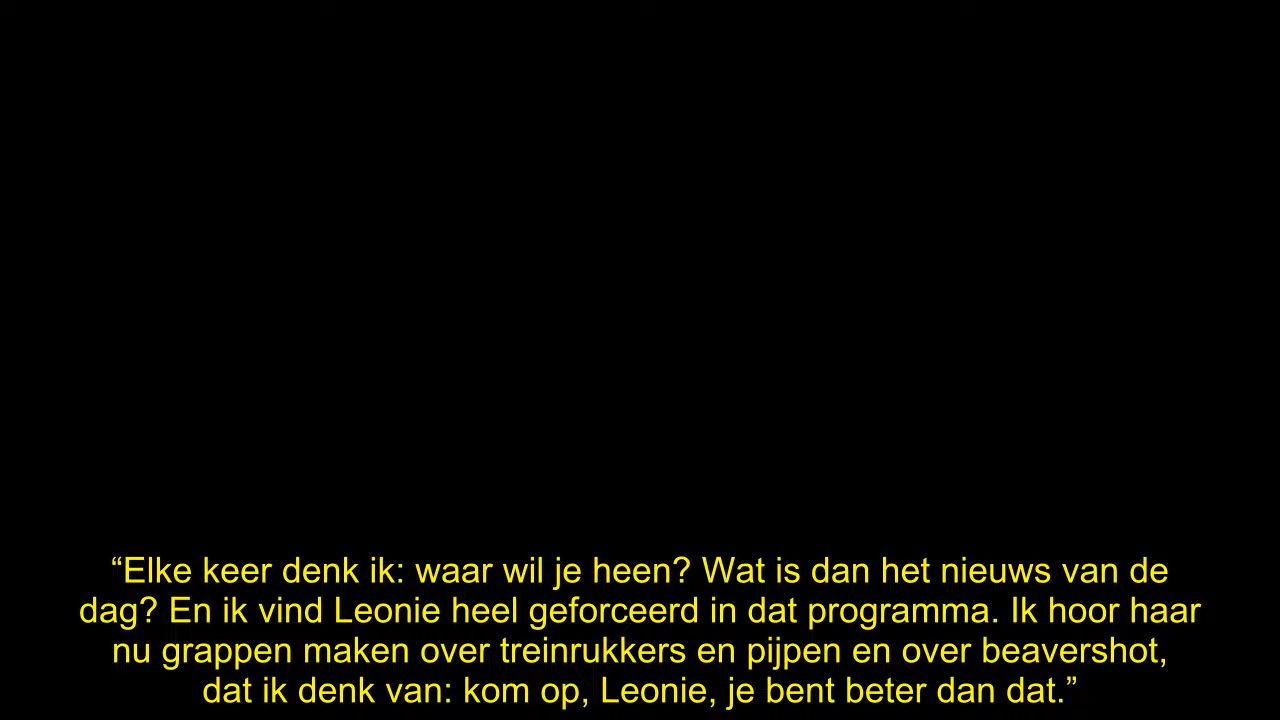 “Elke keer denk ik: waar wil je heen? Wat is dan het nieuws van de
dag? En ik vind Leonie heel geforceerd in dat programma. Ik hoor haar
nu grappen maken over treinrukkers en pijpen en over beavershot,
dat ik denk van: kom op, Leonie, je bent beter dan dat.”